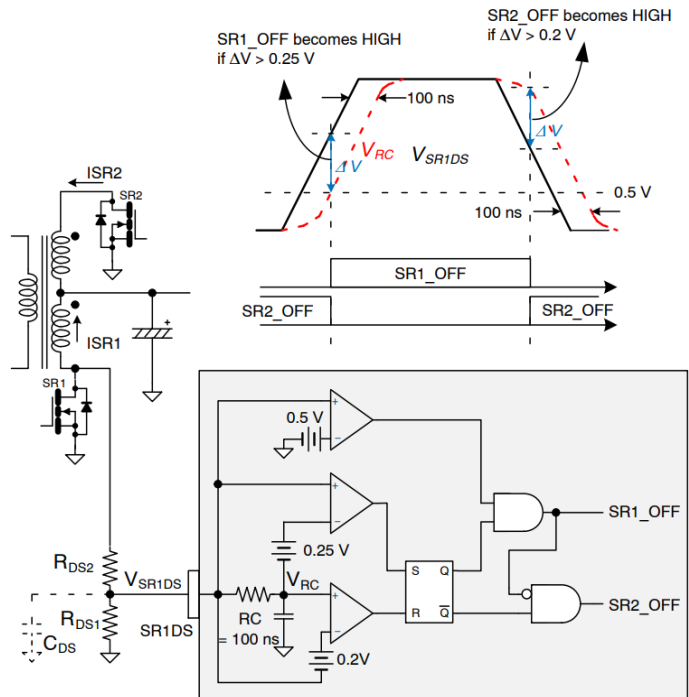 SR1_OFF becomes HIGH
if ΔV > 0.25 V
SR2_OFF becomes HIGH
if ΔV > 0.2 V
100 ns
ΔV
VRC
ΔV
VSR1DS
0.5 V
100 ns
SR1_OFF
SR2_OFF
SR2_OFF
ISR2
SR2
+
ISR1
SR1
RDS2
VSR1DS
RDS1
CDS
SR1DS
0.5 V
+
–
+
–
0.25 V
VRC
RC
= 100 ns
+
–
0.2V
S
Q
R
Q̅
SR1_OFF
SR2_OFF